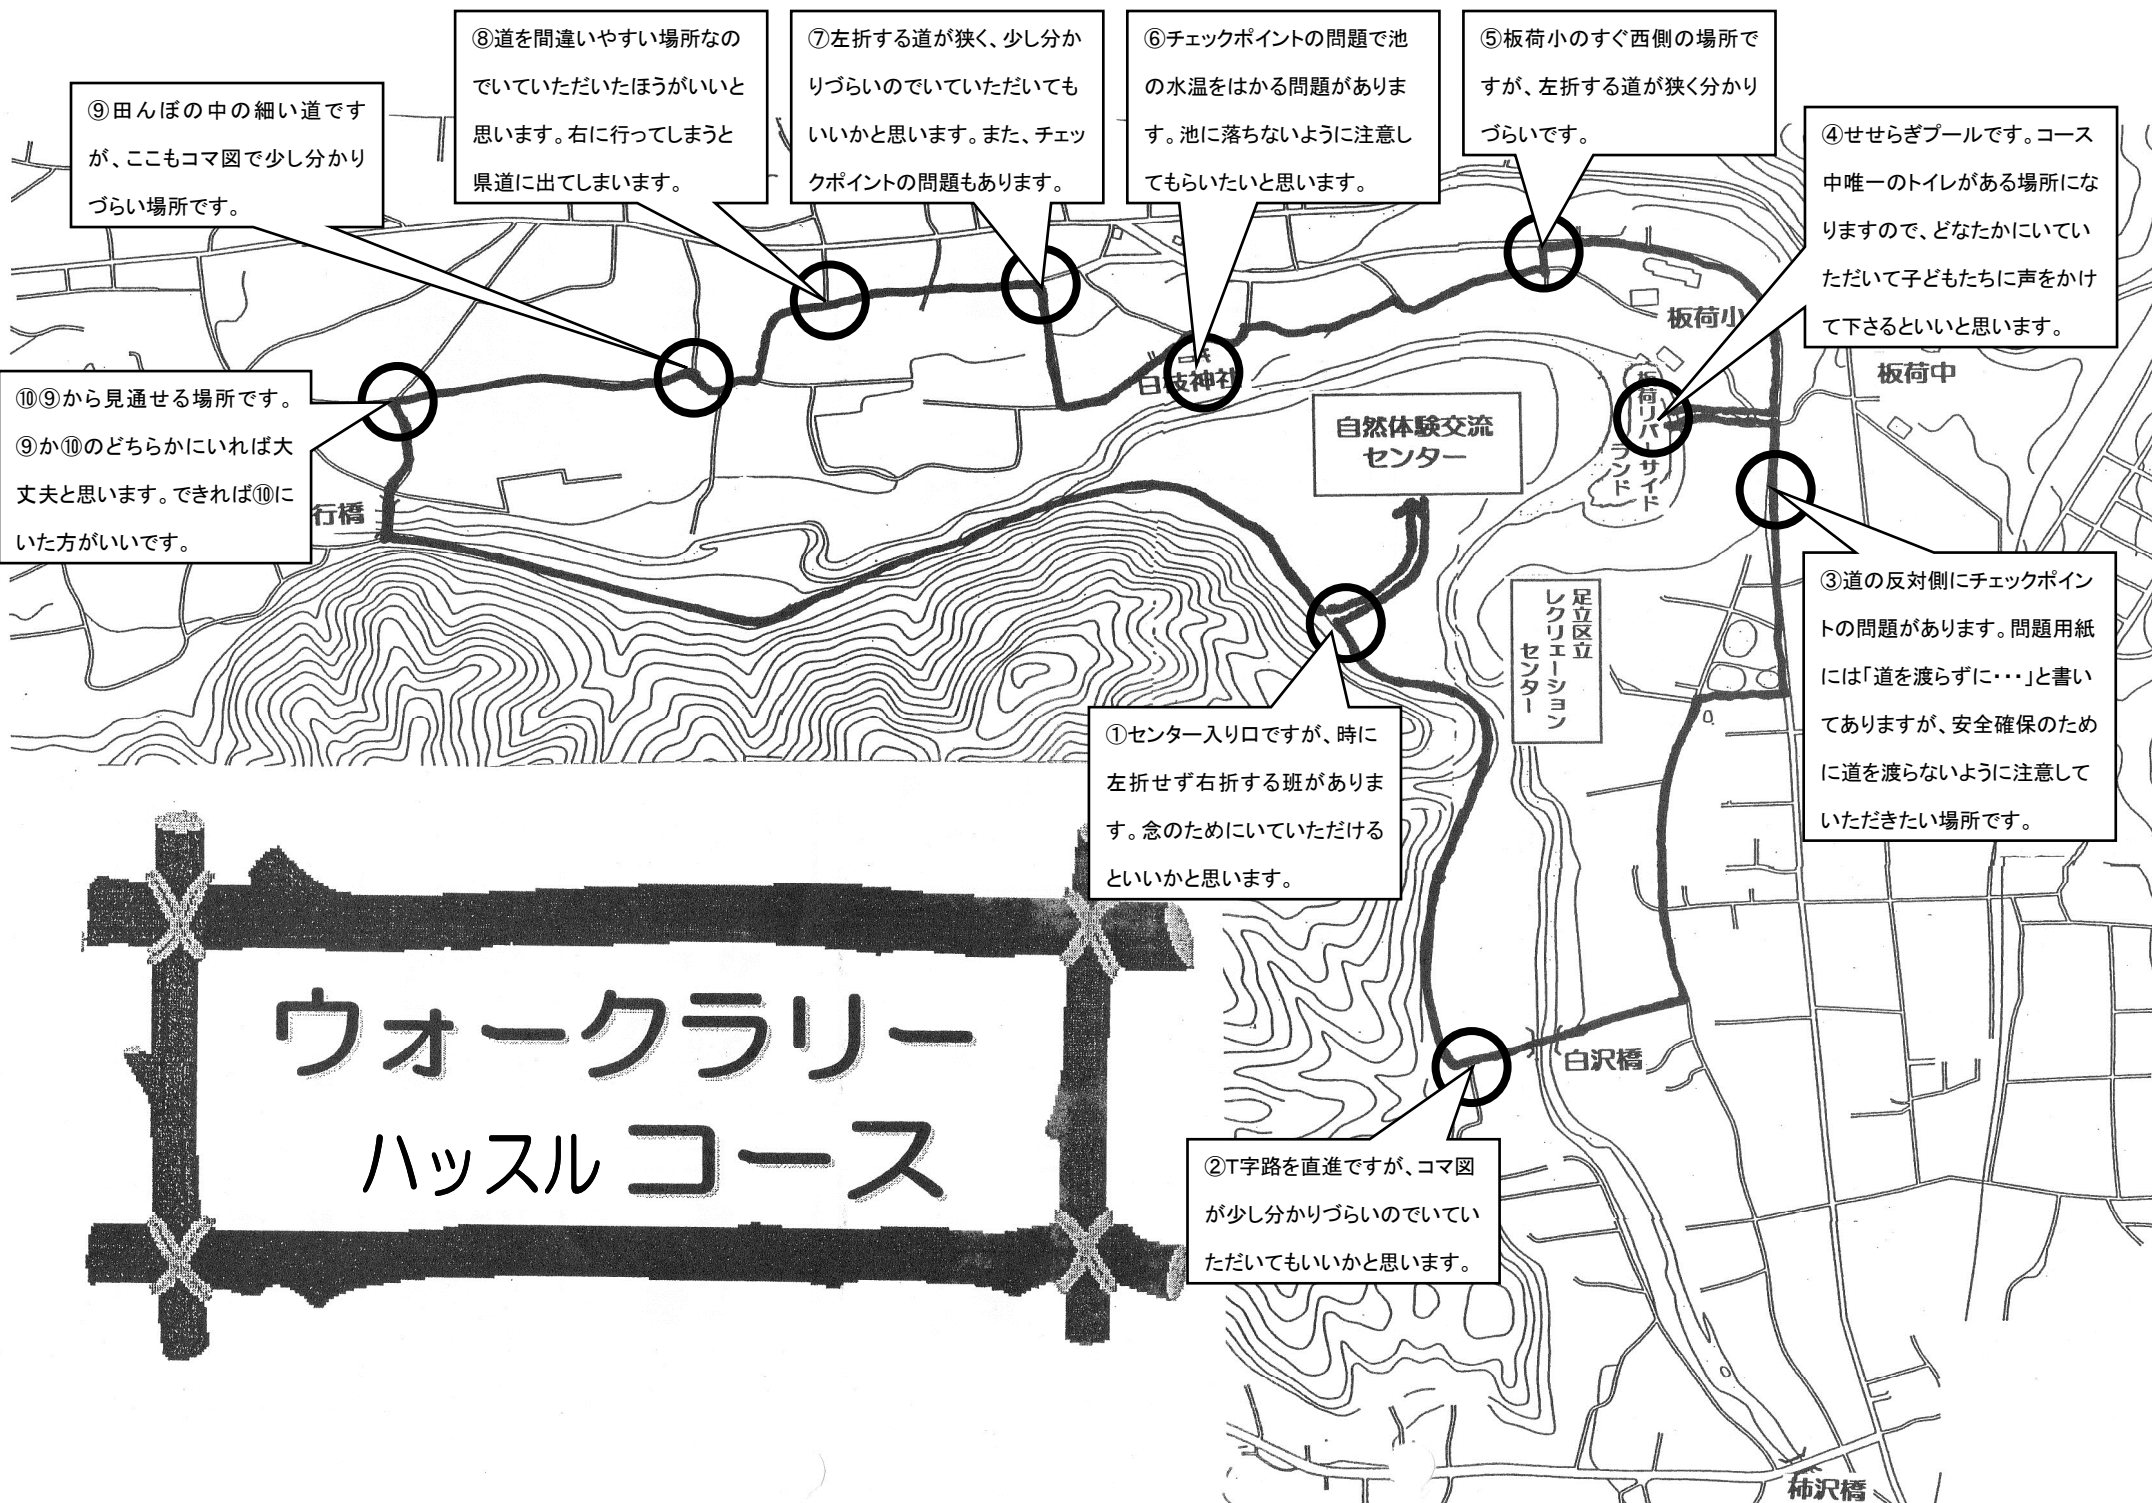 ⑧道を間違いやすい場所なの
でいていただいたほうがいいと
思います。右に行ってしまうと
県道に出てしまいます。
⑦左折する道が狭く、少し分か
りづらいのでいていただいても
いいかと思います。また、チェッ
クポイントの問題もあります。
⑥チェックポイントの問題で池
の水温をはかる問題がありま
す。池に落ちないように注意し
てもらいたいと思います。
⑤板荷小のすぐ西側の場所で
すが、左折する道が狭く分かり
づらいです。
⑨田んぼの中の細い道です
が、ここもコマ図で少し分かり
づらい場所です。
④せせらぎプールです。コース
中唯一のトイレがある場所にな
りますので、どなたかにいてい
ただいて子どもたちに声をかけ
て下さるといいと思います。
板荷小
板荷中
日枝神社
板荷リバーサイド
ランド
⑩⑨から見通せる場所です。
⑨か⑩のどちらかにいれば大
丈夫と思います。できれば⑩に
いた方がいいです。
行橋
自然体験交流
センター
③道の反対側にチェックポイン
トの問題があります。問題用紙
には「道を渡らずに・・・」と書い
てありますが、安全確保のため
に道を渡らないように注意して
いただきたい場所です。
足立区立
レクリエーション
センター
①センター入り口ですが、時に
左折せず右折する班がありま
す。念のためにいていただける
といいかと思います。
ウォークラリー
ハッスル コース
白沢橋
②T字路を直進ですが、コマ図
が少し分かりづらいのでいてい
ただいてもいいかと思います。
柿沢橋